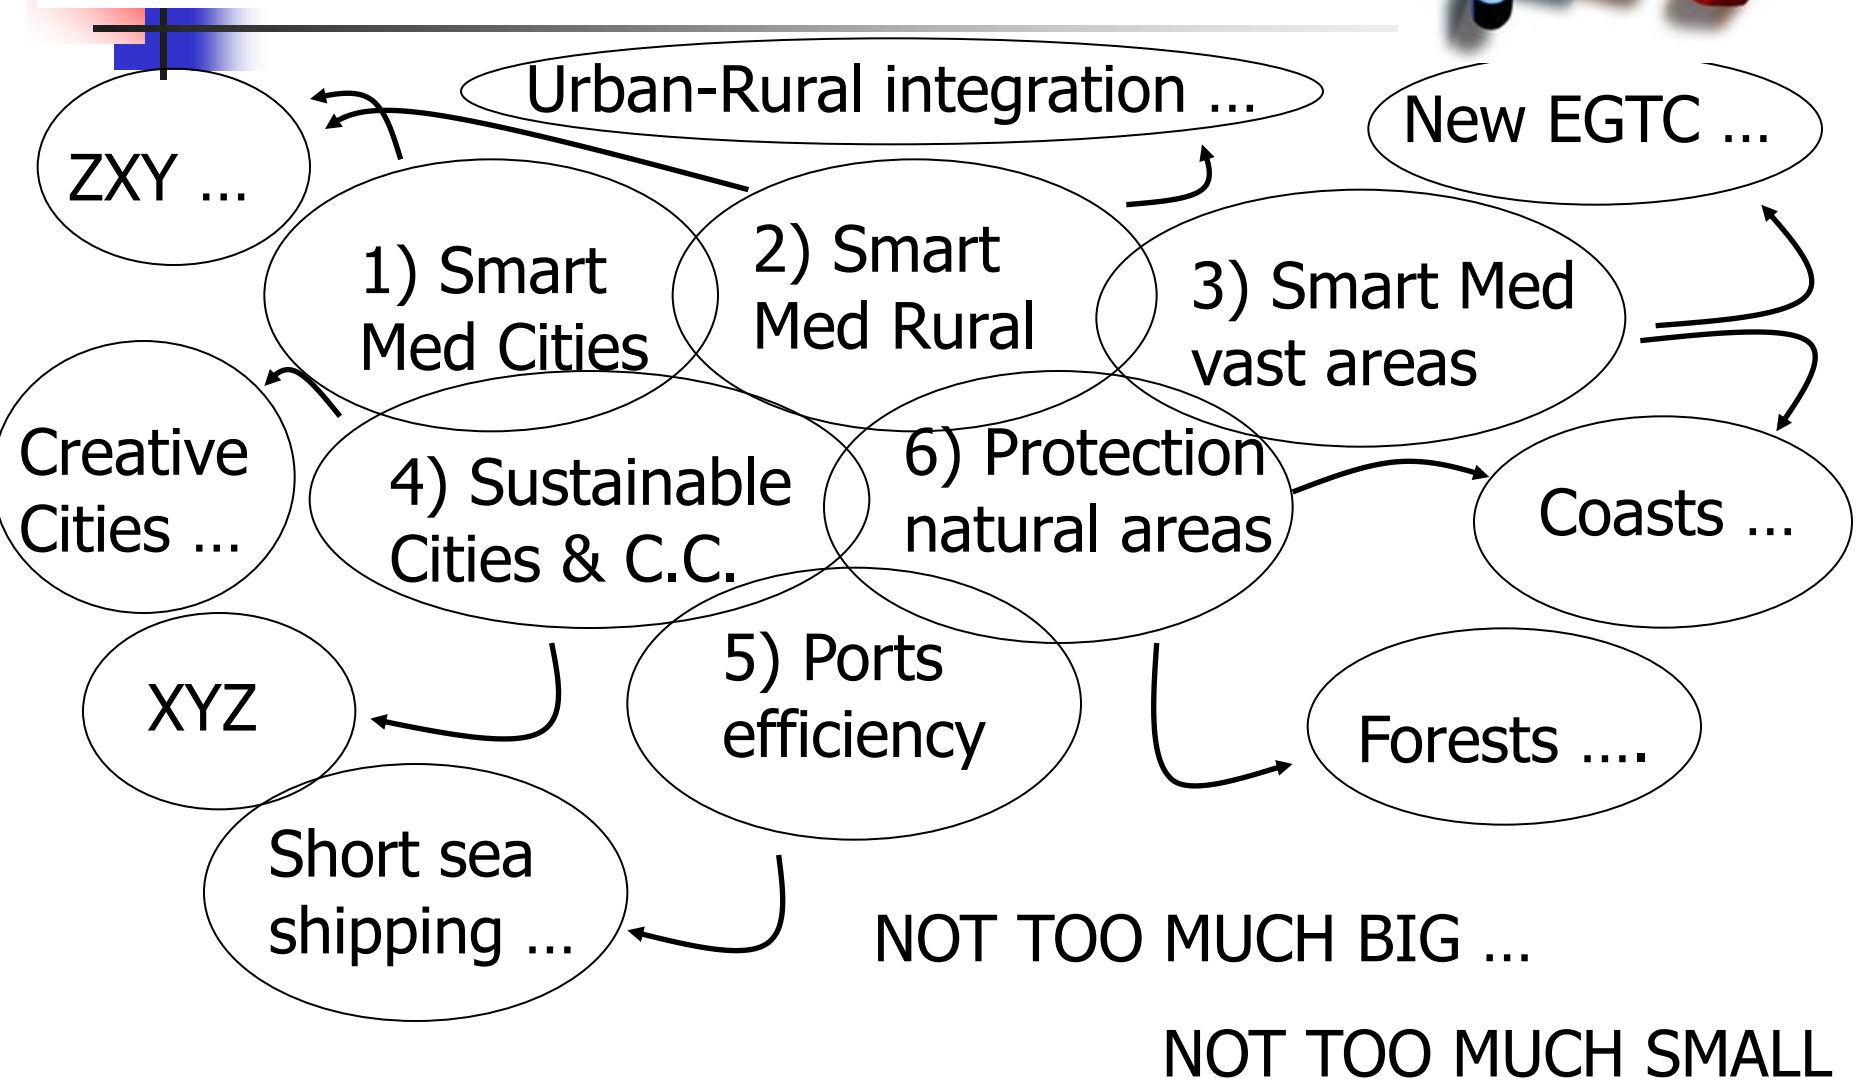 Urban-Rural integration ...
New EGTC ...
ZXY ...
1) Smart
Med Cities
2) Smart
Med Rural
3) Smart Med
vast areas
Creative
Cities ...
4) Sustainable
Cities & C.C.
6) Protection
natural areas
Coasts ...
XYZ
5) Ports
efficiency
Forests ....
Short sea
shipping ...
NOT TOO MUCH BIG ...
NOT TOO MUCH SMALL